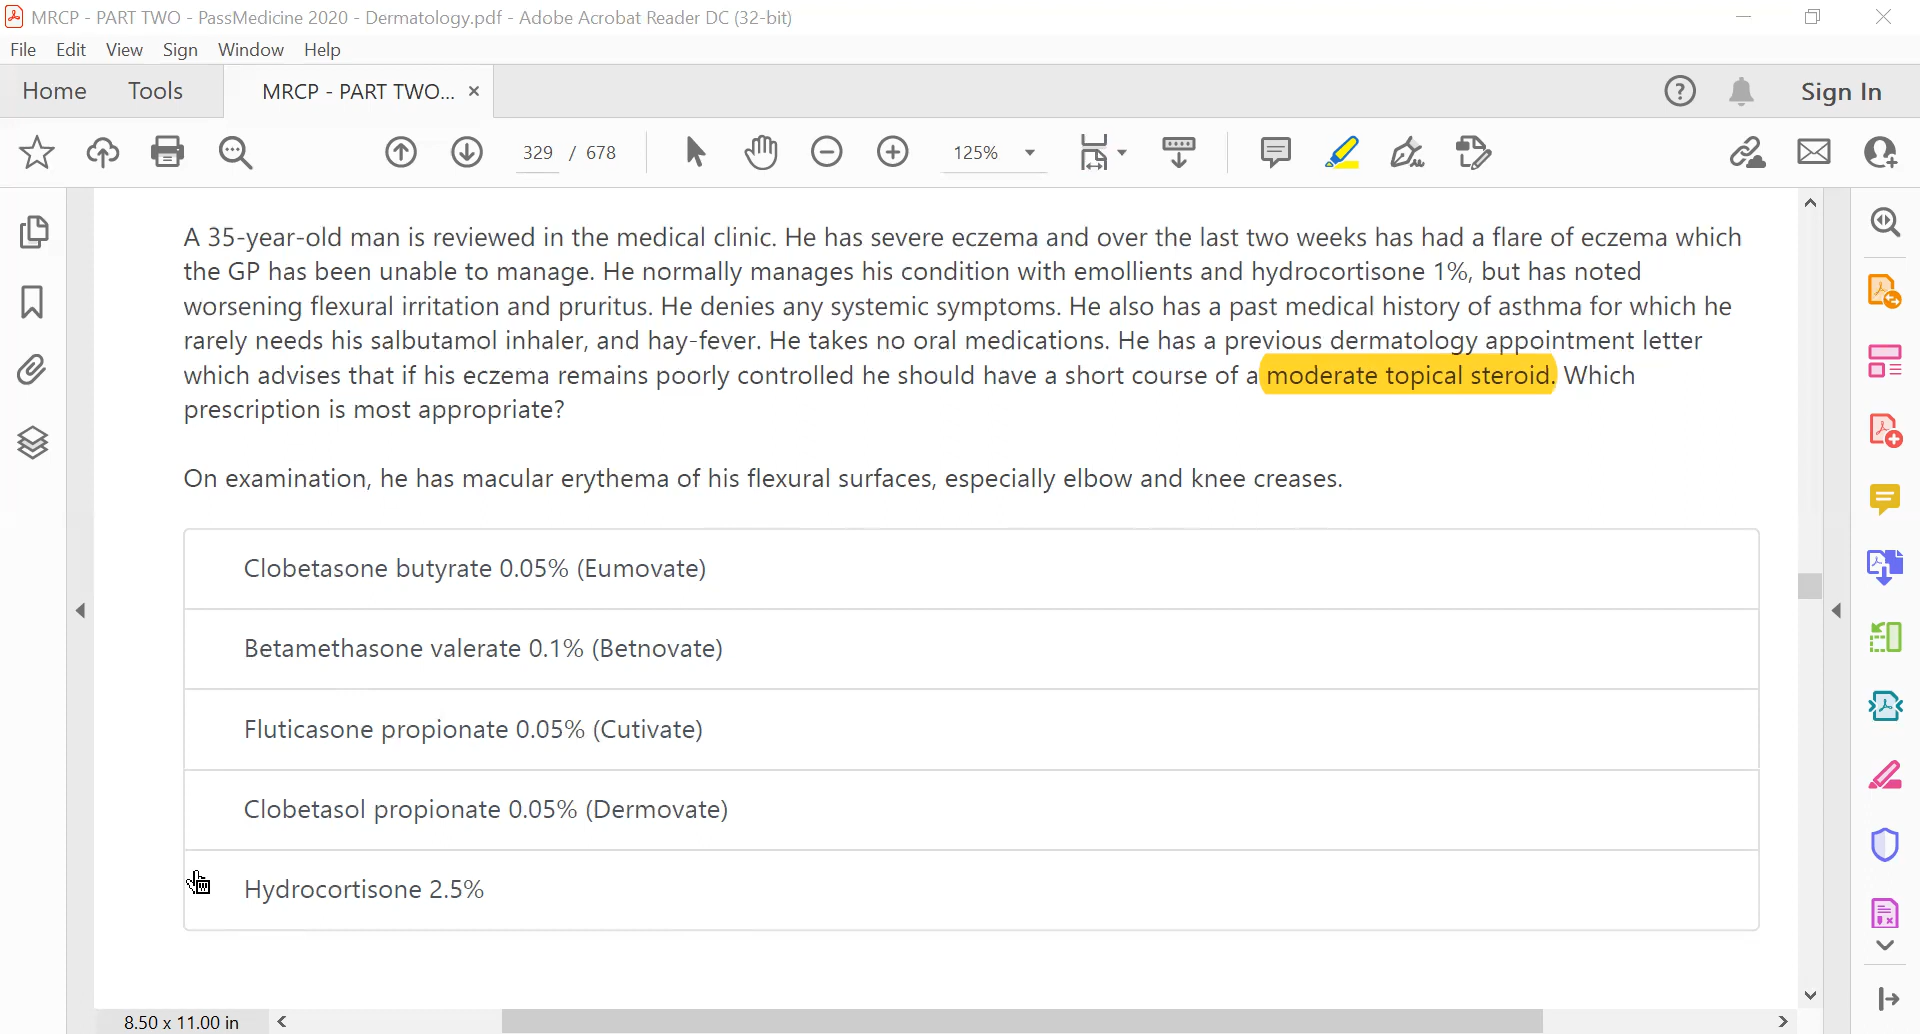 MRCP - PART TWO - PassMedicine 2020 - Dermatology.pdf - Adobe Acrobat Reader DC (32-bit)
File Edit View Sign Window Help
Home Tools MRCP - PART TWO... × Sign In
329 / 678 125%
A 35-year-old man is reviewed in the medical clinic. He has severe eczema and over the last two weeks has had a flare of eczema which
the GP has been unable to manage. He normally manages his condition with emollients and hydrocortisone 1%, but has noted
worsening flexural irritation and pruritus. He denies any systemic symptoms. He also has a past medical history of asthma for which he
rarely needs his salbutamol inhaler, and hay-fever. He takes no oral medications. He has a previous dermatology appointment letter
which advises that if his eczema remains poorly controlled he should have a short course of a moderate topical steroid. Which
prescription is most appropriate?
On examination, he has macular erythema of his flexural surfaces, especially elbow and knee creases.
Clobetasone butyrate 0.05% (Eumovate)
Betamethasone valerate 0.1% (Betnovate)
Fluticasone propionate 0.05% (Cutivate)
Clobetasol propionate 0.05% (Dermovate)
Hydrocortisone 2.5%
8.50 x 11.00 in